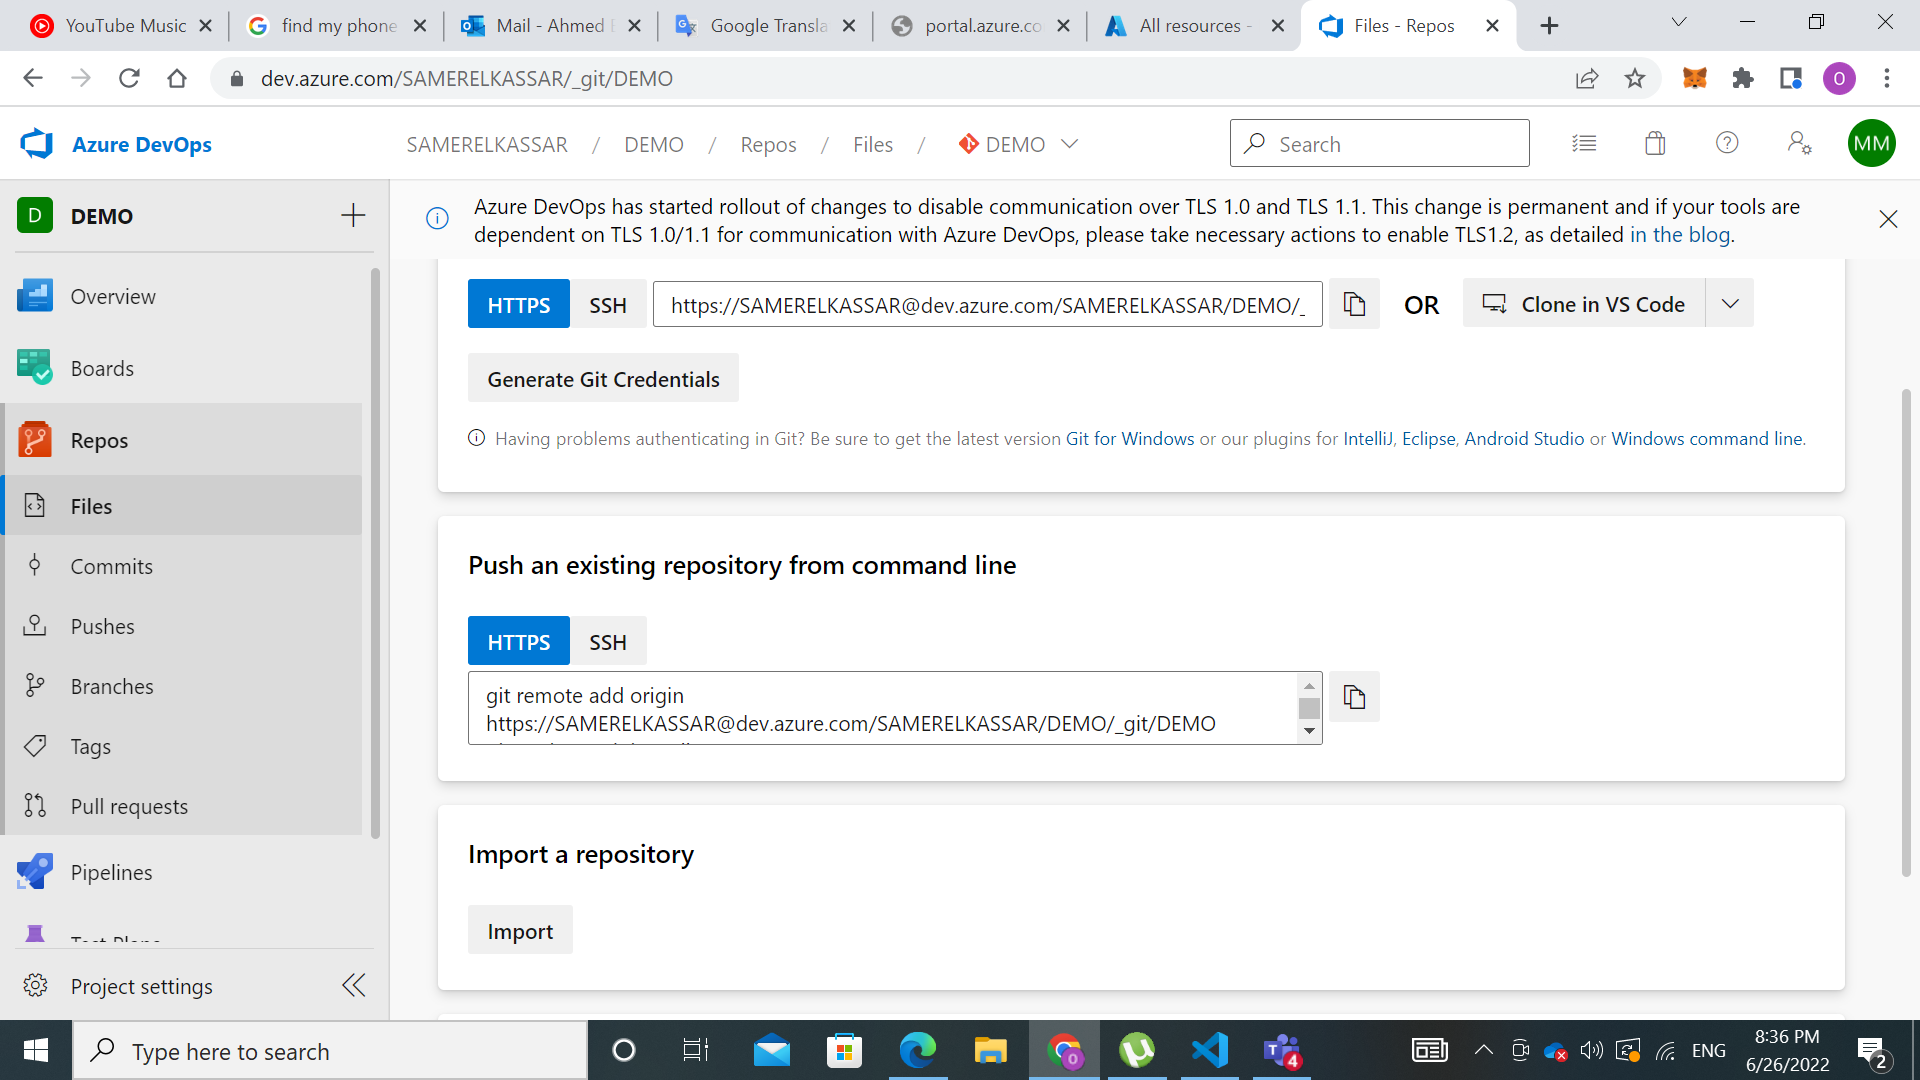 YouTube Music
find my phone
Mail - Ahmed E
Google Transla
portal.azure.co
All resources -
Files - Repos
dev.azure.com/SAMERELKASSAR/_git/DEMO
O
Azure DevOps
SAMERELKASSAR / DEMO / Repos / Files / DEMO
Search
MM
D DEMO
Azure DevOps has started rollout of changes to disable communication over TLS 1.0 and TLS 1.1. This change is permanent and if your tools are
dependent on TLS 1.0/1.1 for communication with Azure DevOps, please take necessary actions to enable TLS1.2, as detailed in the blog.
Overview
Boards
Repos
Files
Commits
Pushes
Branches
Tags
Pull requests
Pipelines
Test Plans
Project settings
HTTPS SSH https://SAMERELKASSAR@dev.azure.com/SAMERELKASSAR/DEMO/_ OR Clone in VS Code
Generate Git Credentials
Having problems authenticating in Git? Be sure to get the latest version Git for Windows or our plugins for IntelliJ, Eclipse, Android Studio or Windows command line.
Push an existing repository from command line
HTTPS SSH
git remote add origin
https://SAMERELKASSAR@dev.azure.com/SAMERELKASSAR/DEMO/_git/DEMO
Import a repository
Import
Type here to search
O
4
ENG
8:36 PM
6/26/2022
2